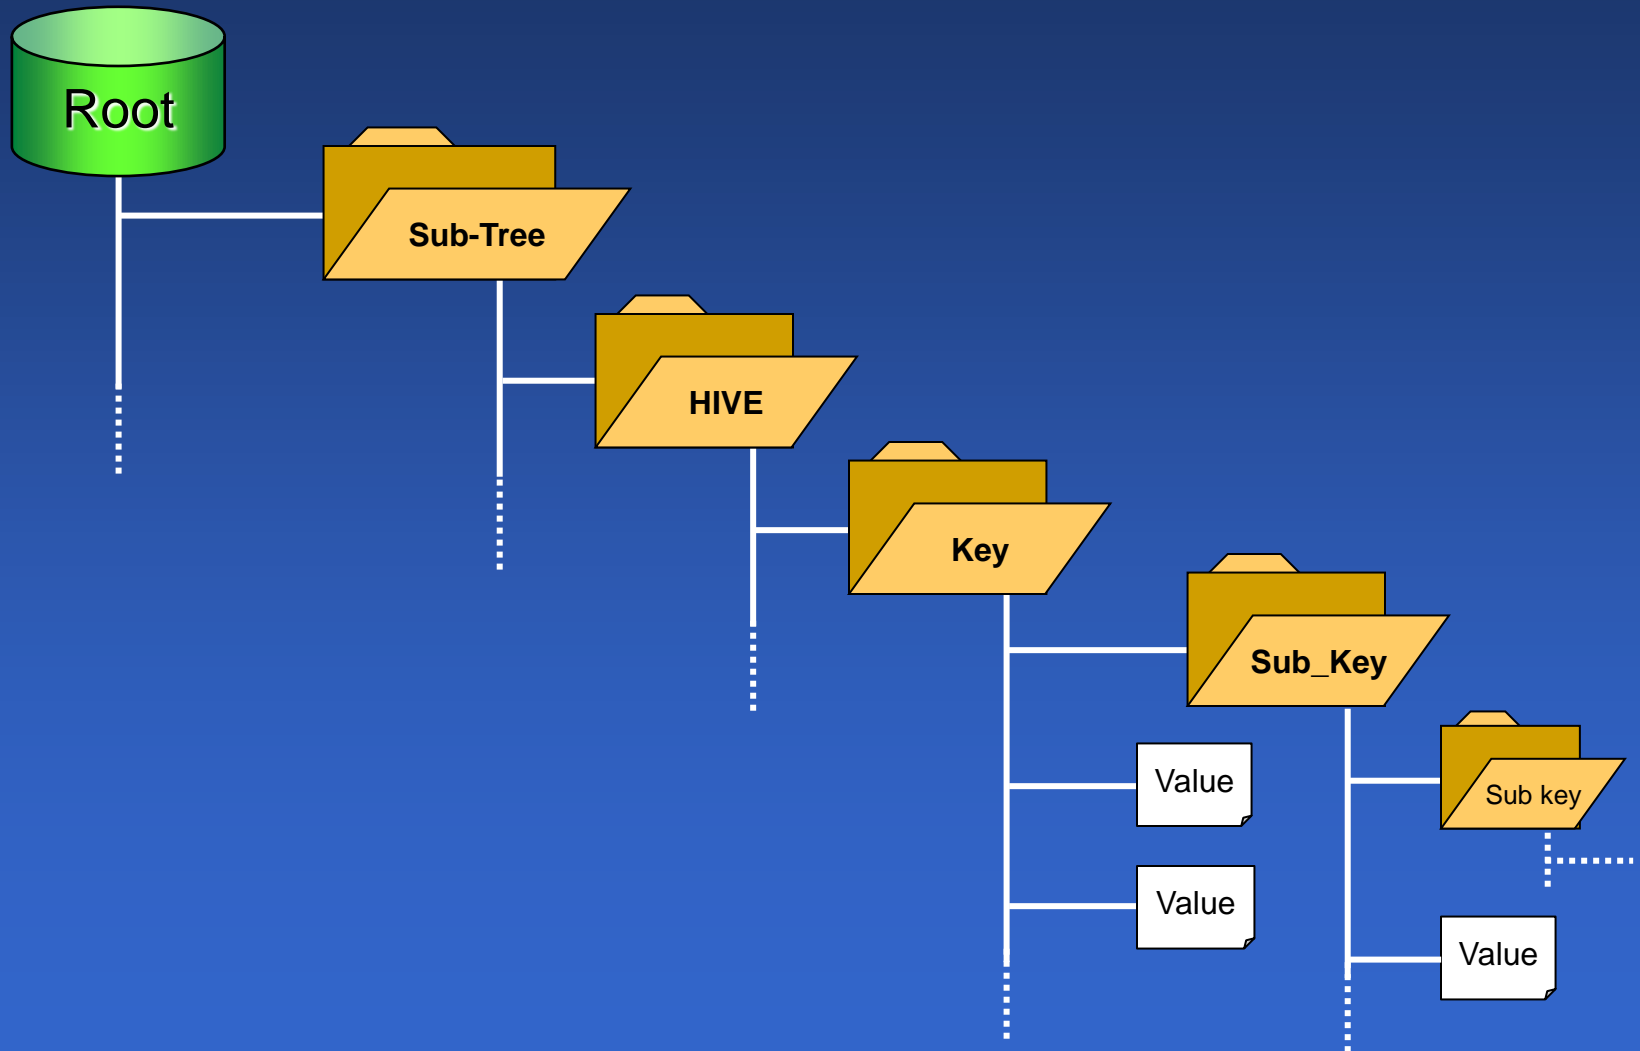 Root
Sub-Tree
HIVE
Key
Sub_Key
Value
Sub key
Value
Value